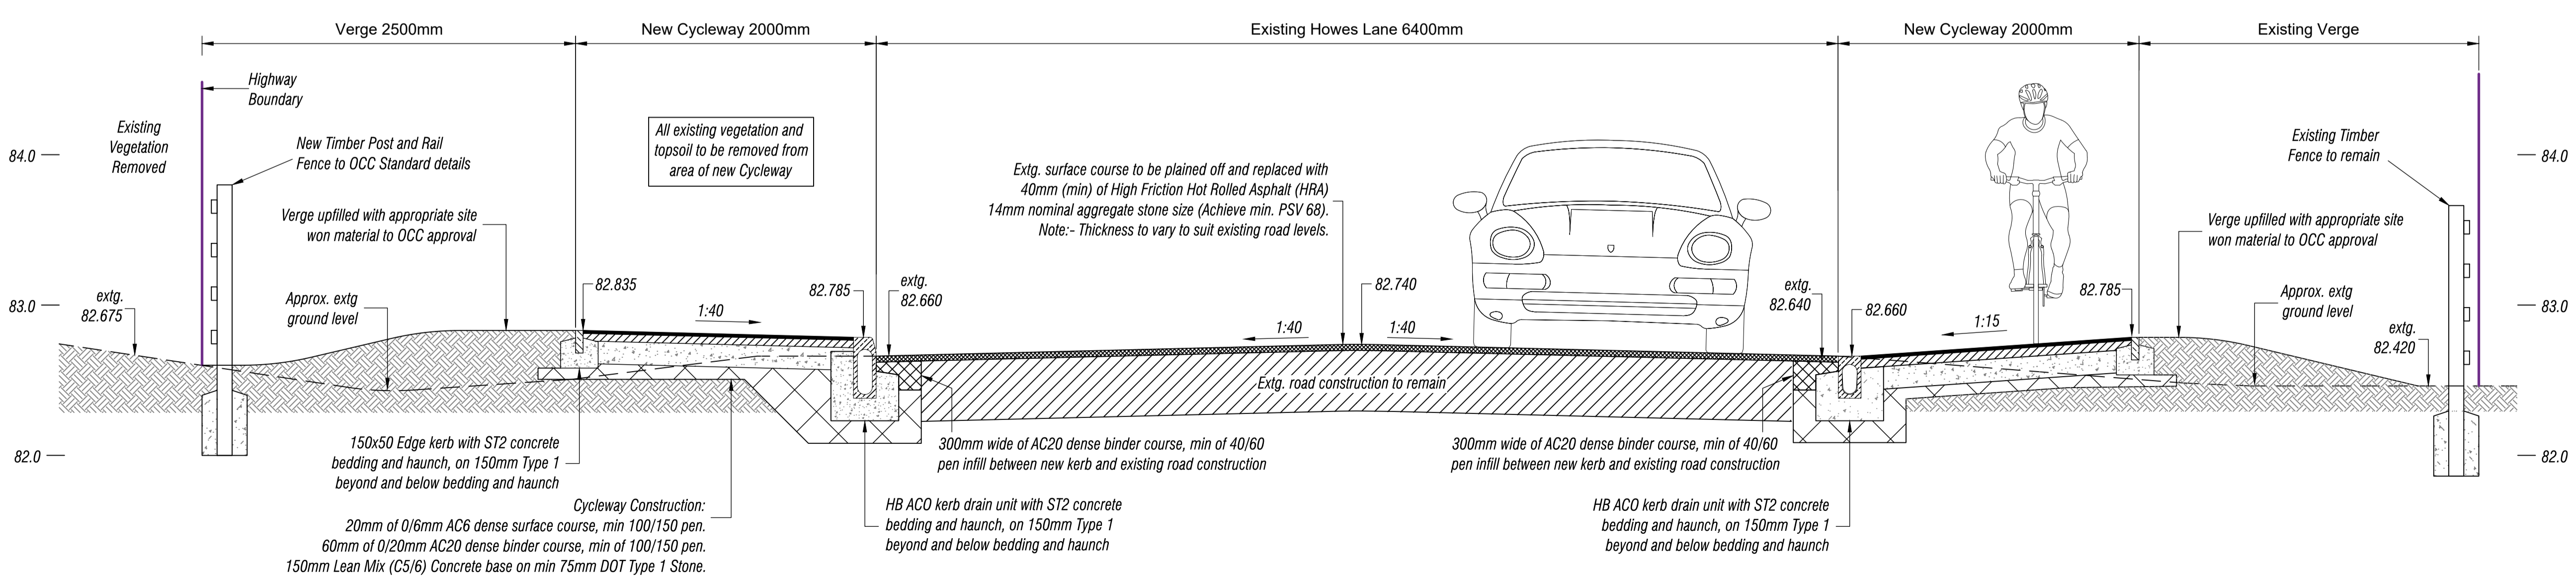 Verge 2500mm
New Cycleway 2000mm
Existing Howes Lane 6400mm
New Cycleway 2000mm
Existing Verge
Highway
Boundary
Existing
Vegetation
Removed
New Timber Post and Rail
Fence to OCC Standard details
All existing vegetation and
topsoil to be removed from
area of new Cycleway
Extg. surface course to be plained off and replaced with
40mm (min) of High Friction Hot Rolled Asphalt (HRA)
14mm nominal aggregate stone size (Achieve min. PSV 68).
Note:- Thickness to vary to suit existing road levels.
Existing Timber
Fence to remain
84.0
84.0
Verge upfilled with appropriate site
won material to OCC approval
Verge upfilled with appropriate site
won material to OCC approval
83.0
extg.
82.675
Approx. extg
ground level
82.835
1:40
82.785
extg.
82.660
1:40
1:40
82.740
extg.
82.640
82.660
1:15
82.785
Approx. extg
ground level
extg.
82.420
83.0
Extg. road construction to remain
82.0
82.0
150x50 Edge kerb with ST2 concrete
bedding and haunch, on 150mm Type 1
beyond and below bedding and haunch
Cycleway Construction:
20mm of 0/6mm AC6 dense surface course, min 100/150 pen.
60mm of 0/20mm AC20 dense binder course, min of 100/150 pen.
150mm Lean Mix (C5/6) Concrete base on min 75mm DOT Type 1 Stone.
300mm wide of AC20 dense binder course, min of 40/60
pen infill between new kerb and existing road construction
HB ACO kerb drain unit with ST2 concrete
bedding and haunch, on 150mm Type 1
beyond and below bedding and haunch
300mm wide of AC20 dense binder course, min of 40/60
pen infill between new kerb and existing road construction
HB ACO kerb drain unit with ST2 concrete
bedding and haunch, on 150mm Type 1
beyond and below bedding and haunch